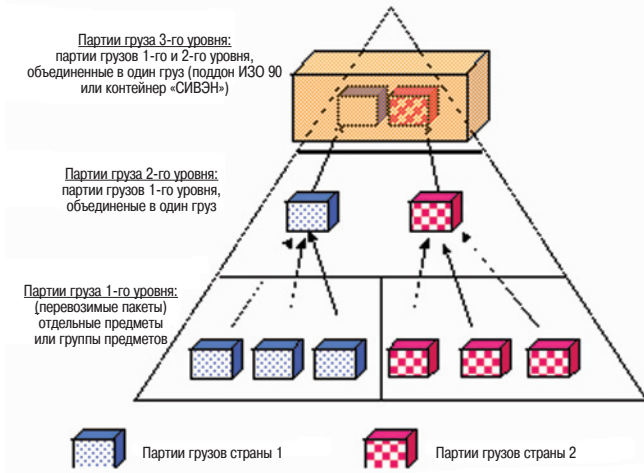 Партии груза 3-го уровня:
партии грузов 1-го и 2-го уровня,
объединенные в один груз (поддон ИЗО 90
или контейнер «СИВЭН»)
Партии груза 2-го уровня:
партии грузов 1-го уровня,
объединеные в один груз
Партии груза 1-го уровня:
(перевозимые пакеты)
отдельные предметы
или группы предметов
Партии грузов страны 1
Партии грузов страны 2